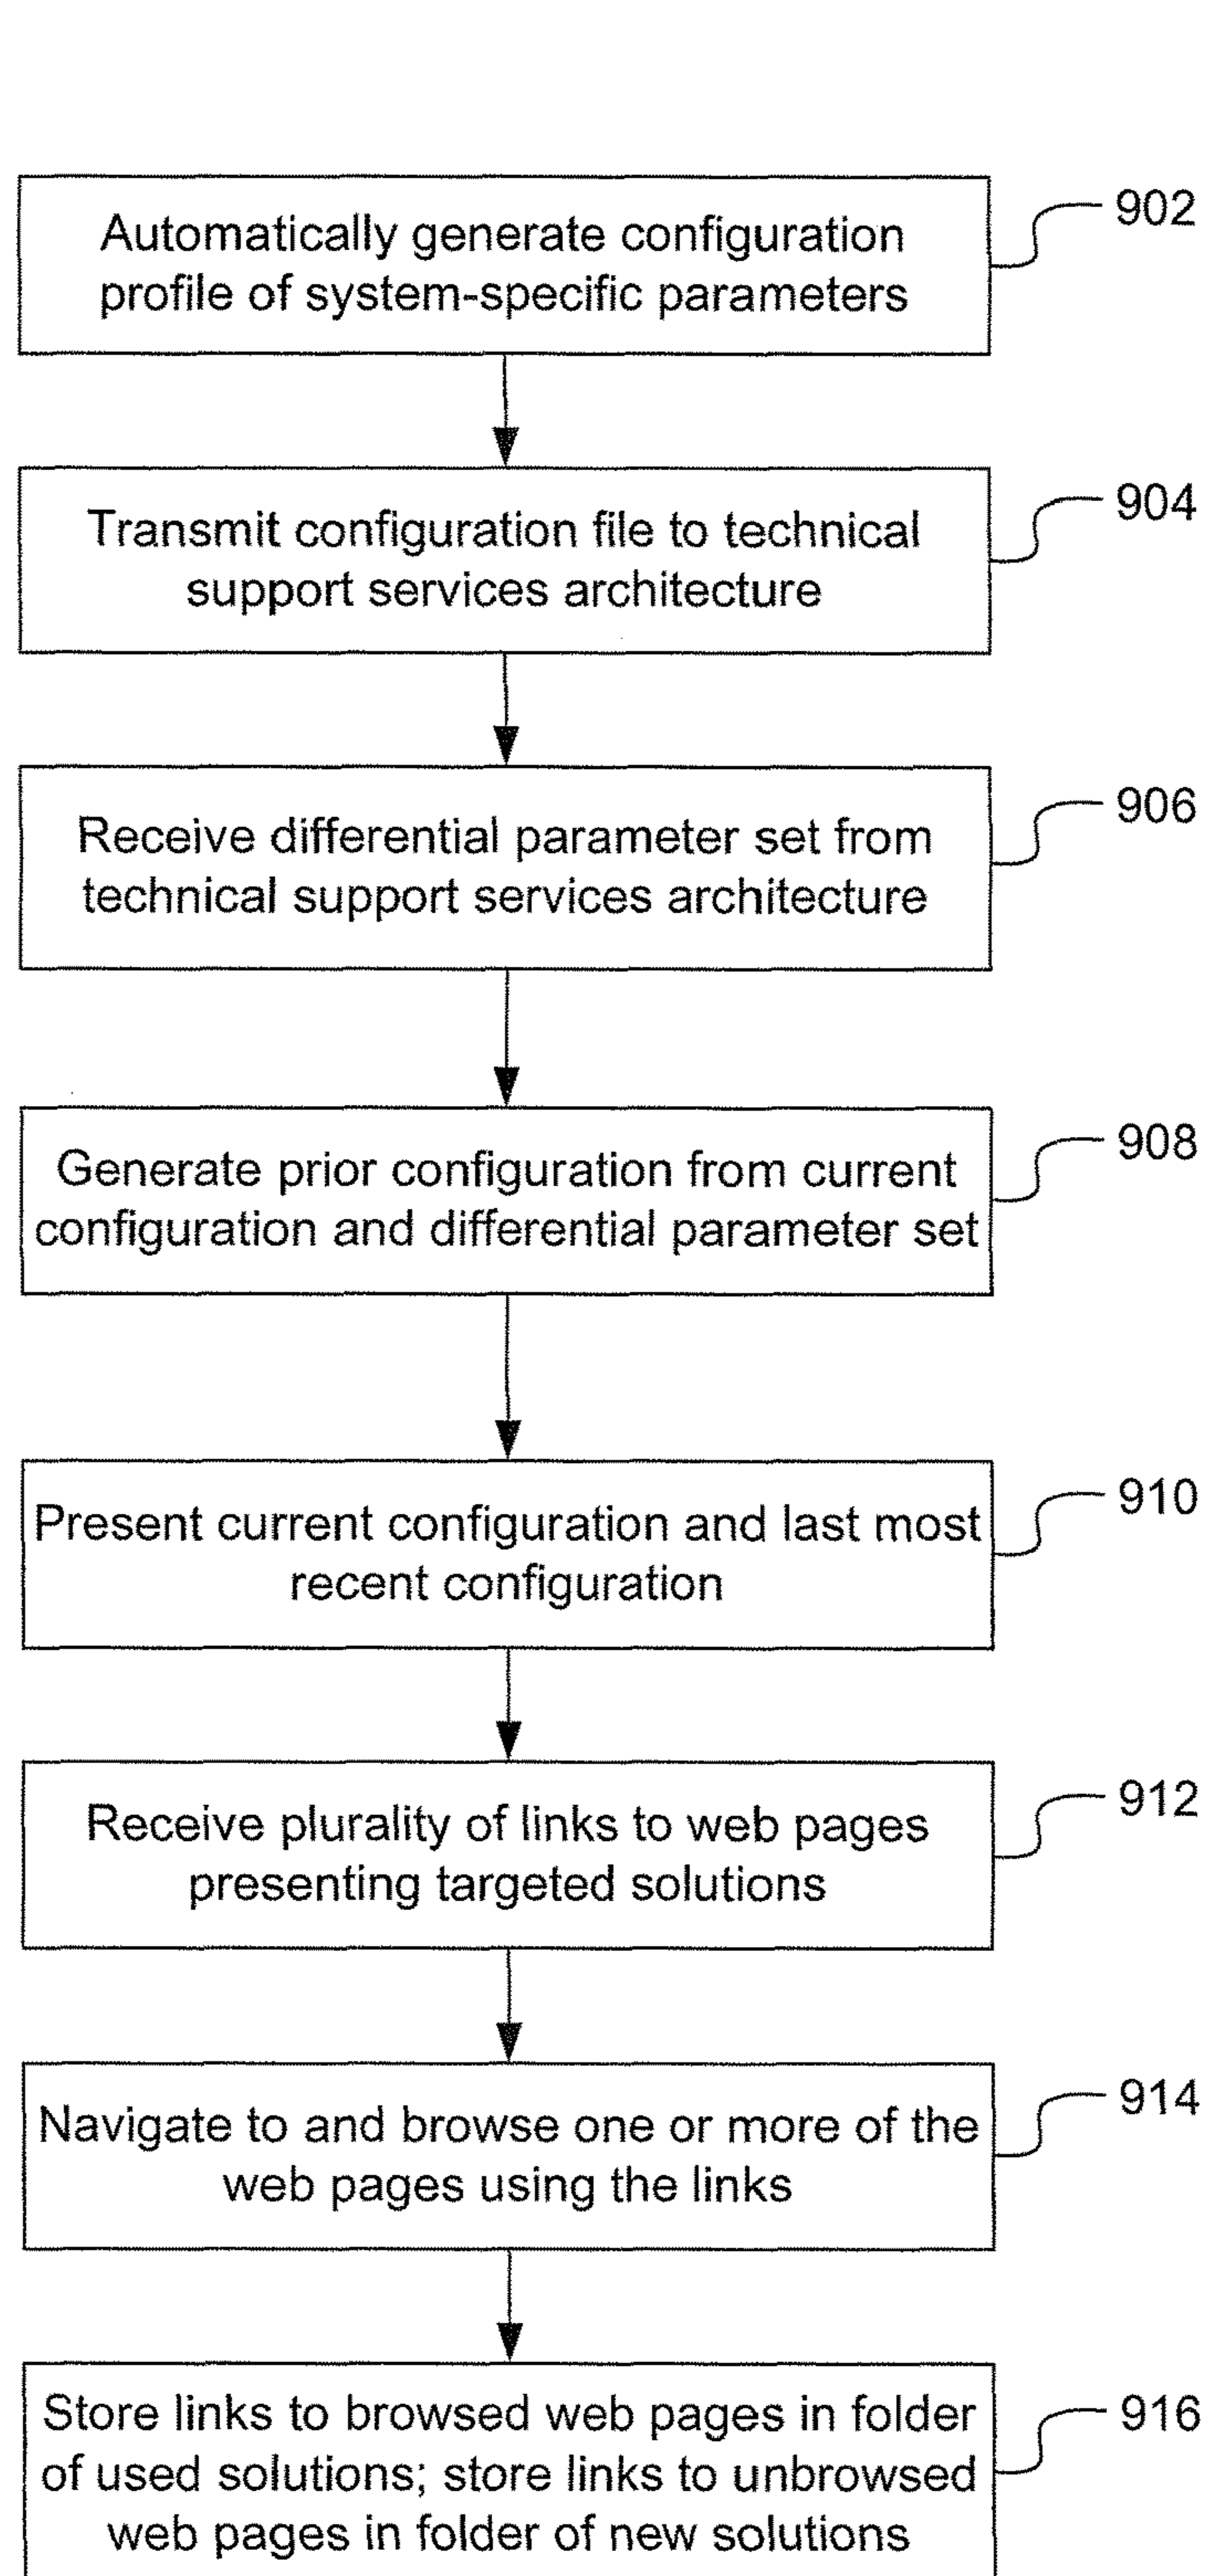 902
Automatically generate configuration
profile of system-specific parameters
904
Transmit configuration file to technical
support services architecture
906
Receive differential parameter set from
technical support services architecture
908
Generate prior configuration from current
configuration and differential parameter set
910
Present current configuration and last most
recent configuration
912
Receive plurality of links to web pages
presenting targeted solutions
914
Navigate to and browse one or more of the
web pages using the links
916
Store links to browsed web pages in folder
of used solutions; store links to unbrowsed
web pages in folder of new solutions